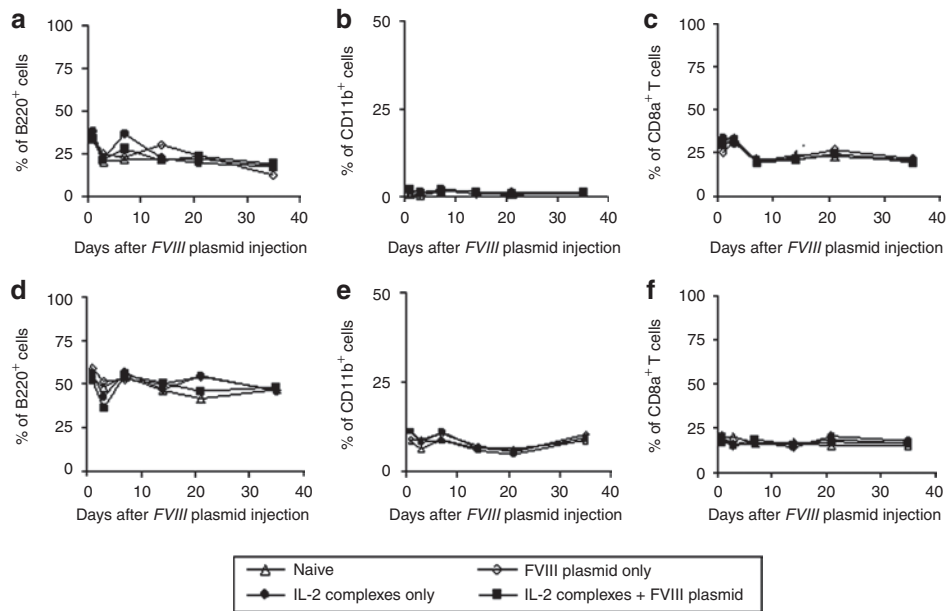 a
% of B220+ cells
100
75
50
25
0
0 10 20 30 40
Days after FVIII plasmid injection
b
% of CD11b+ cells
50
25
0
0 10 20 30 40
Days after FVIII plasmid injection
c
% of CD8a+ T cells
100
75
50
25
0
0 10 20 30 40
Days after FVIII plasmid injection
d
% of B220+ cells
100
75
50
25
0
0 10 20 30 40
Days after FVIII plasmid injection
e
% of CD11b+ cells
50
25
0
0 10 20 30 40
Days after FVIII plasmid injection
f
% of CD8a+ T cells
100
75
50
25
0
0 10 20 30 40
Days after FVIII plasmid injection
Naive
FVIII plasmid only
IL-2 complexes only
IL-2 complexes + FVIII plasmid